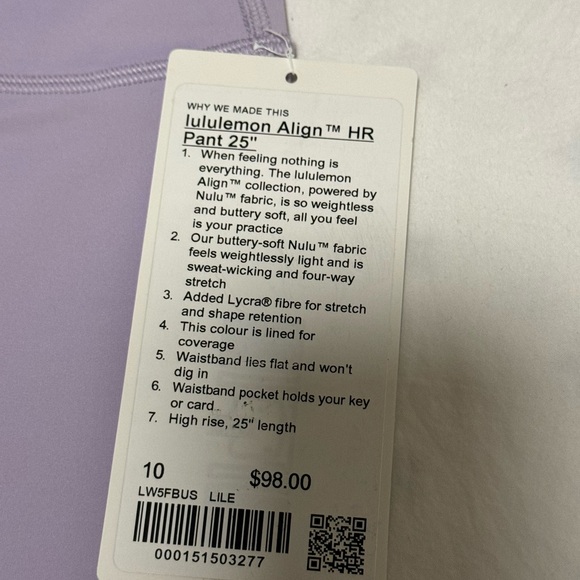 WHY WE MADE THIS
lululemon Align™ HR
Pant 25"
1. When feeling nothing is
everything. The lululemon
Align™ collection, powered by
Nulu™ fabric, is so weightless
and buttery soft, all you feel
is your practice
2. Our buttery-soft Nulu™ fabric
feels weightlessly light and is
sweat-wicking and four-way
stretch
3. Added Lycra® fibre for stretch
and shape retention
4. This colour is lined for
coverage
5. Waistband lies flat and won't
dig in
6. Waistband pocket holds your key
or card
7. High rise, 25" length
10 $98.00
LW5FBUS LILE
000151503277